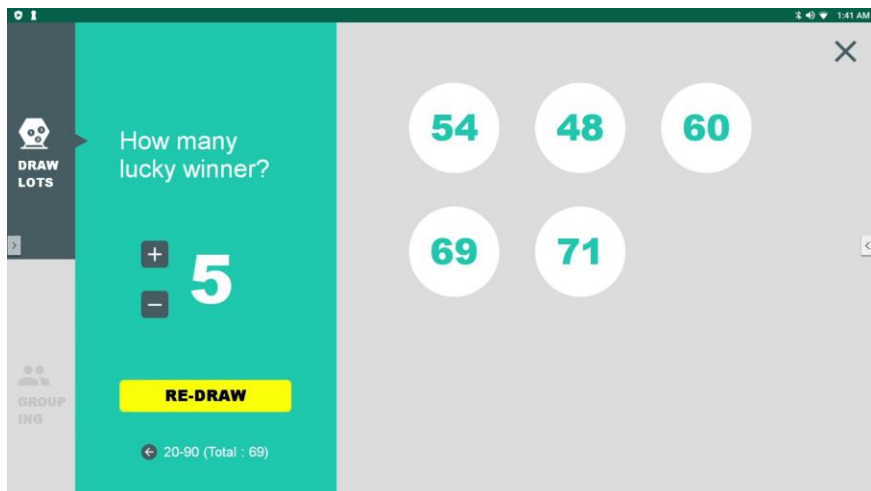 1:41 AM
DRAW
LOTS
How many
lucky winner?
5
RE-DRAW
20-90 (Total : 69)
GROUP
ING
54 48 60
69 71